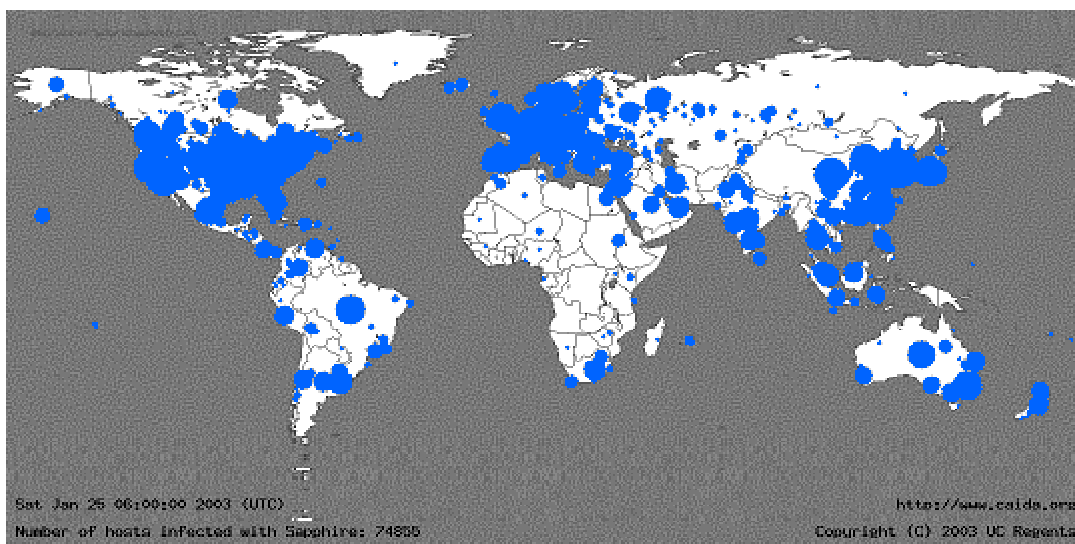 Sat Jan 25 06:00:00 2003 (UTC)
http://www.caida.org
Number of hosts infected with Sapphire: 74855
Copyright (C) 2003 UC Regents